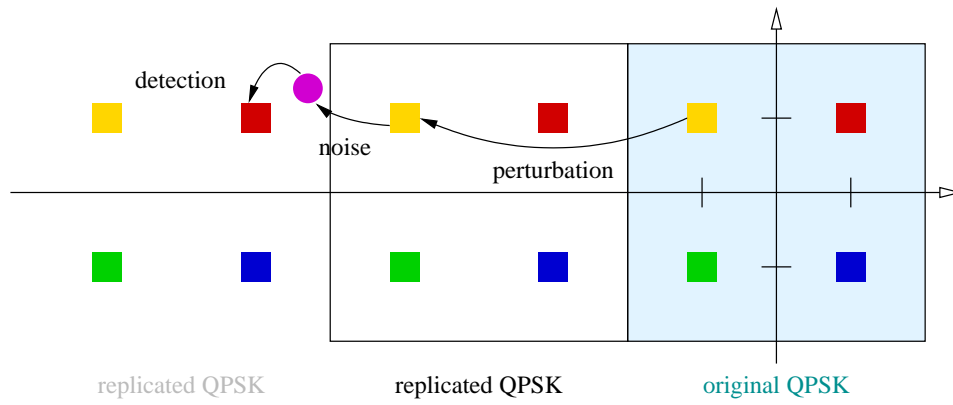 detection
noise
perturbation
replicated QPSK
replicated QPSK
original QPSK